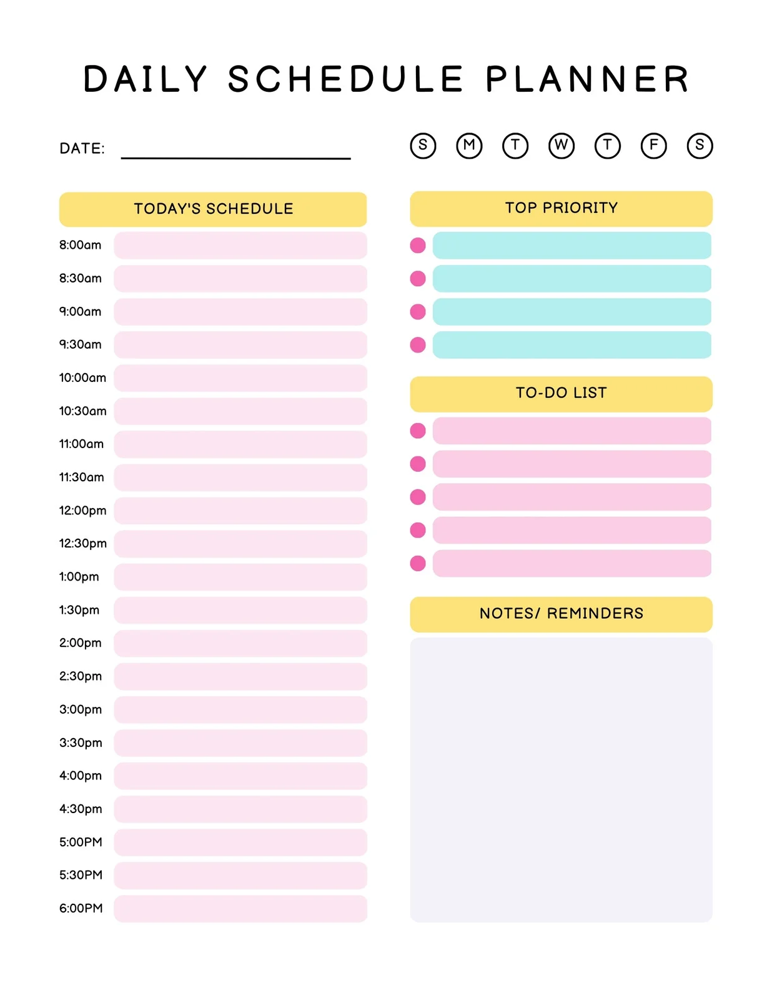 DAILY SCHEDULE PLANNER
DATE:
S M T W T F S
TODAY'S SCHEDULE
8:00am
8:30am
9:00am
9:30am
10:00am
10:30am
11:00am
11:30am
12:00pm
12:30pm
1:00pm
1:30pm
2:00pm
2:30pm
3:00pm
3:30pm
4:00pm
4:30pm
5:00PM
5:30PM
6:00PM
TOP PRIORITY
TO-DO LIST
NOTES/ REMINDERS